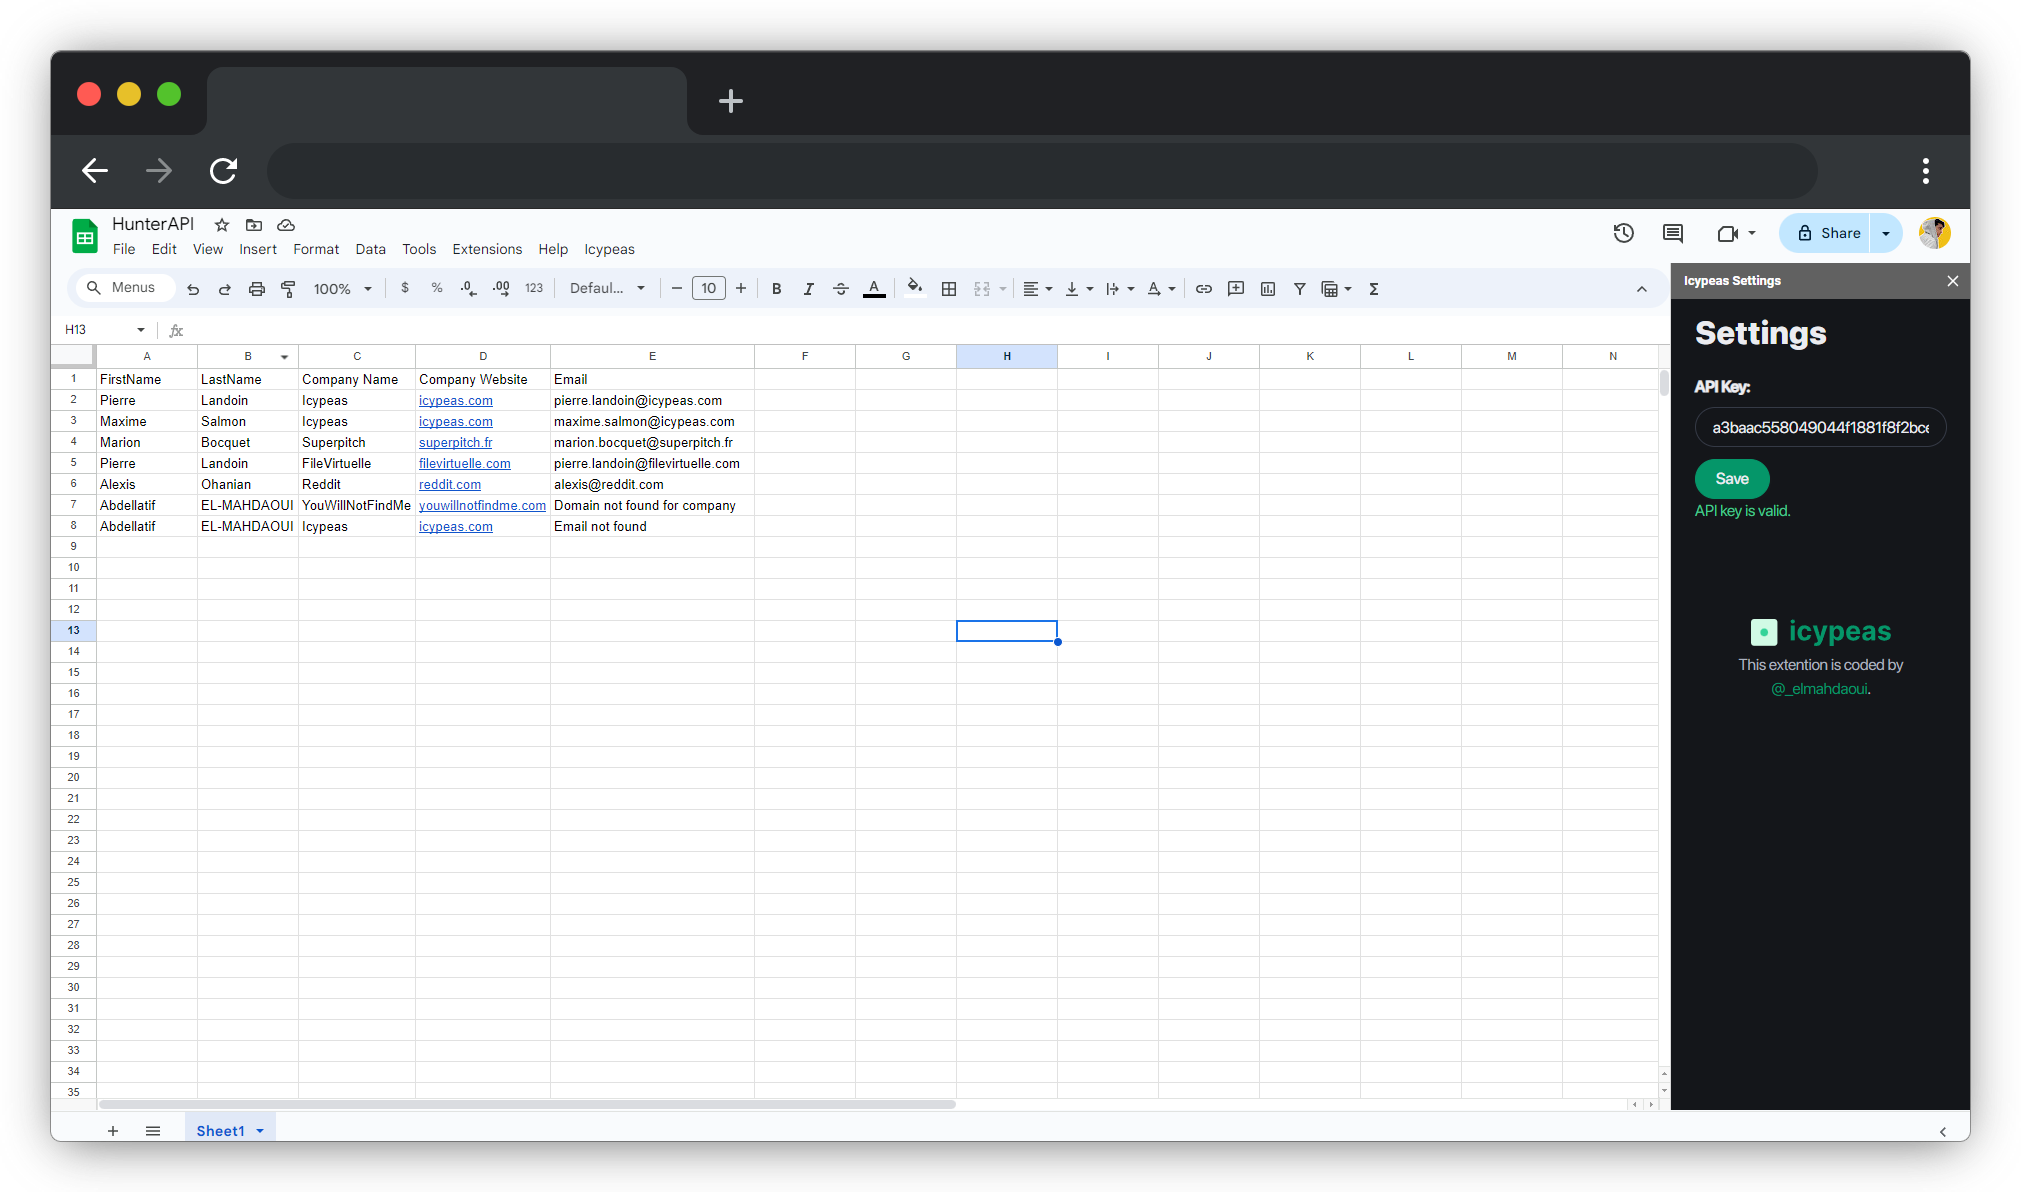 HunterAPI
File Edit View Insert Format Data Tools Extensions Help Icypeas
Share
Menus 100% $ % .0 .00 123 Defaul... 10 B I A Σ
H13 fx
A B C D E F G H I J K L M N
1 FirstName LastName Company Name Company Website Email
2 Pierre Landoin Icypeas icypeas.com pierre.landoin@icypeas.com
3 Maxime Salmon Icypeas icypeas.com maxime.salmon@icypeas.com
4 Marion Bocquet Superpitch superpitch.fr marion.bocquet@superpitch.fr
5 Pierre Landoin FileVirtuelle filevirtuelle.com pierre.landoin@filevirtuelle.com
6 Alexis Ohanian Reddit reddit.com alexis@reddit.com
7 Abdellatif EL-MAHDAOUI YouWillNotFindMe youwillnotfindme.com Domain not found for company
8 Abdellatif EL-MAHDAOUI Icypeas icypeas.com Email not found
9
10
11
12
13
14
15
16
17
18
19
20
21
22
23
24
25
26
27
28
29
30
31
32
33
34
35
Sheet1
Icypeas Settings
Settings
API Key:
a3baac558049044f1881f8f2bce
Save
API key is valid.
icypeas
This extention is coded by
@_elmahdaoui.